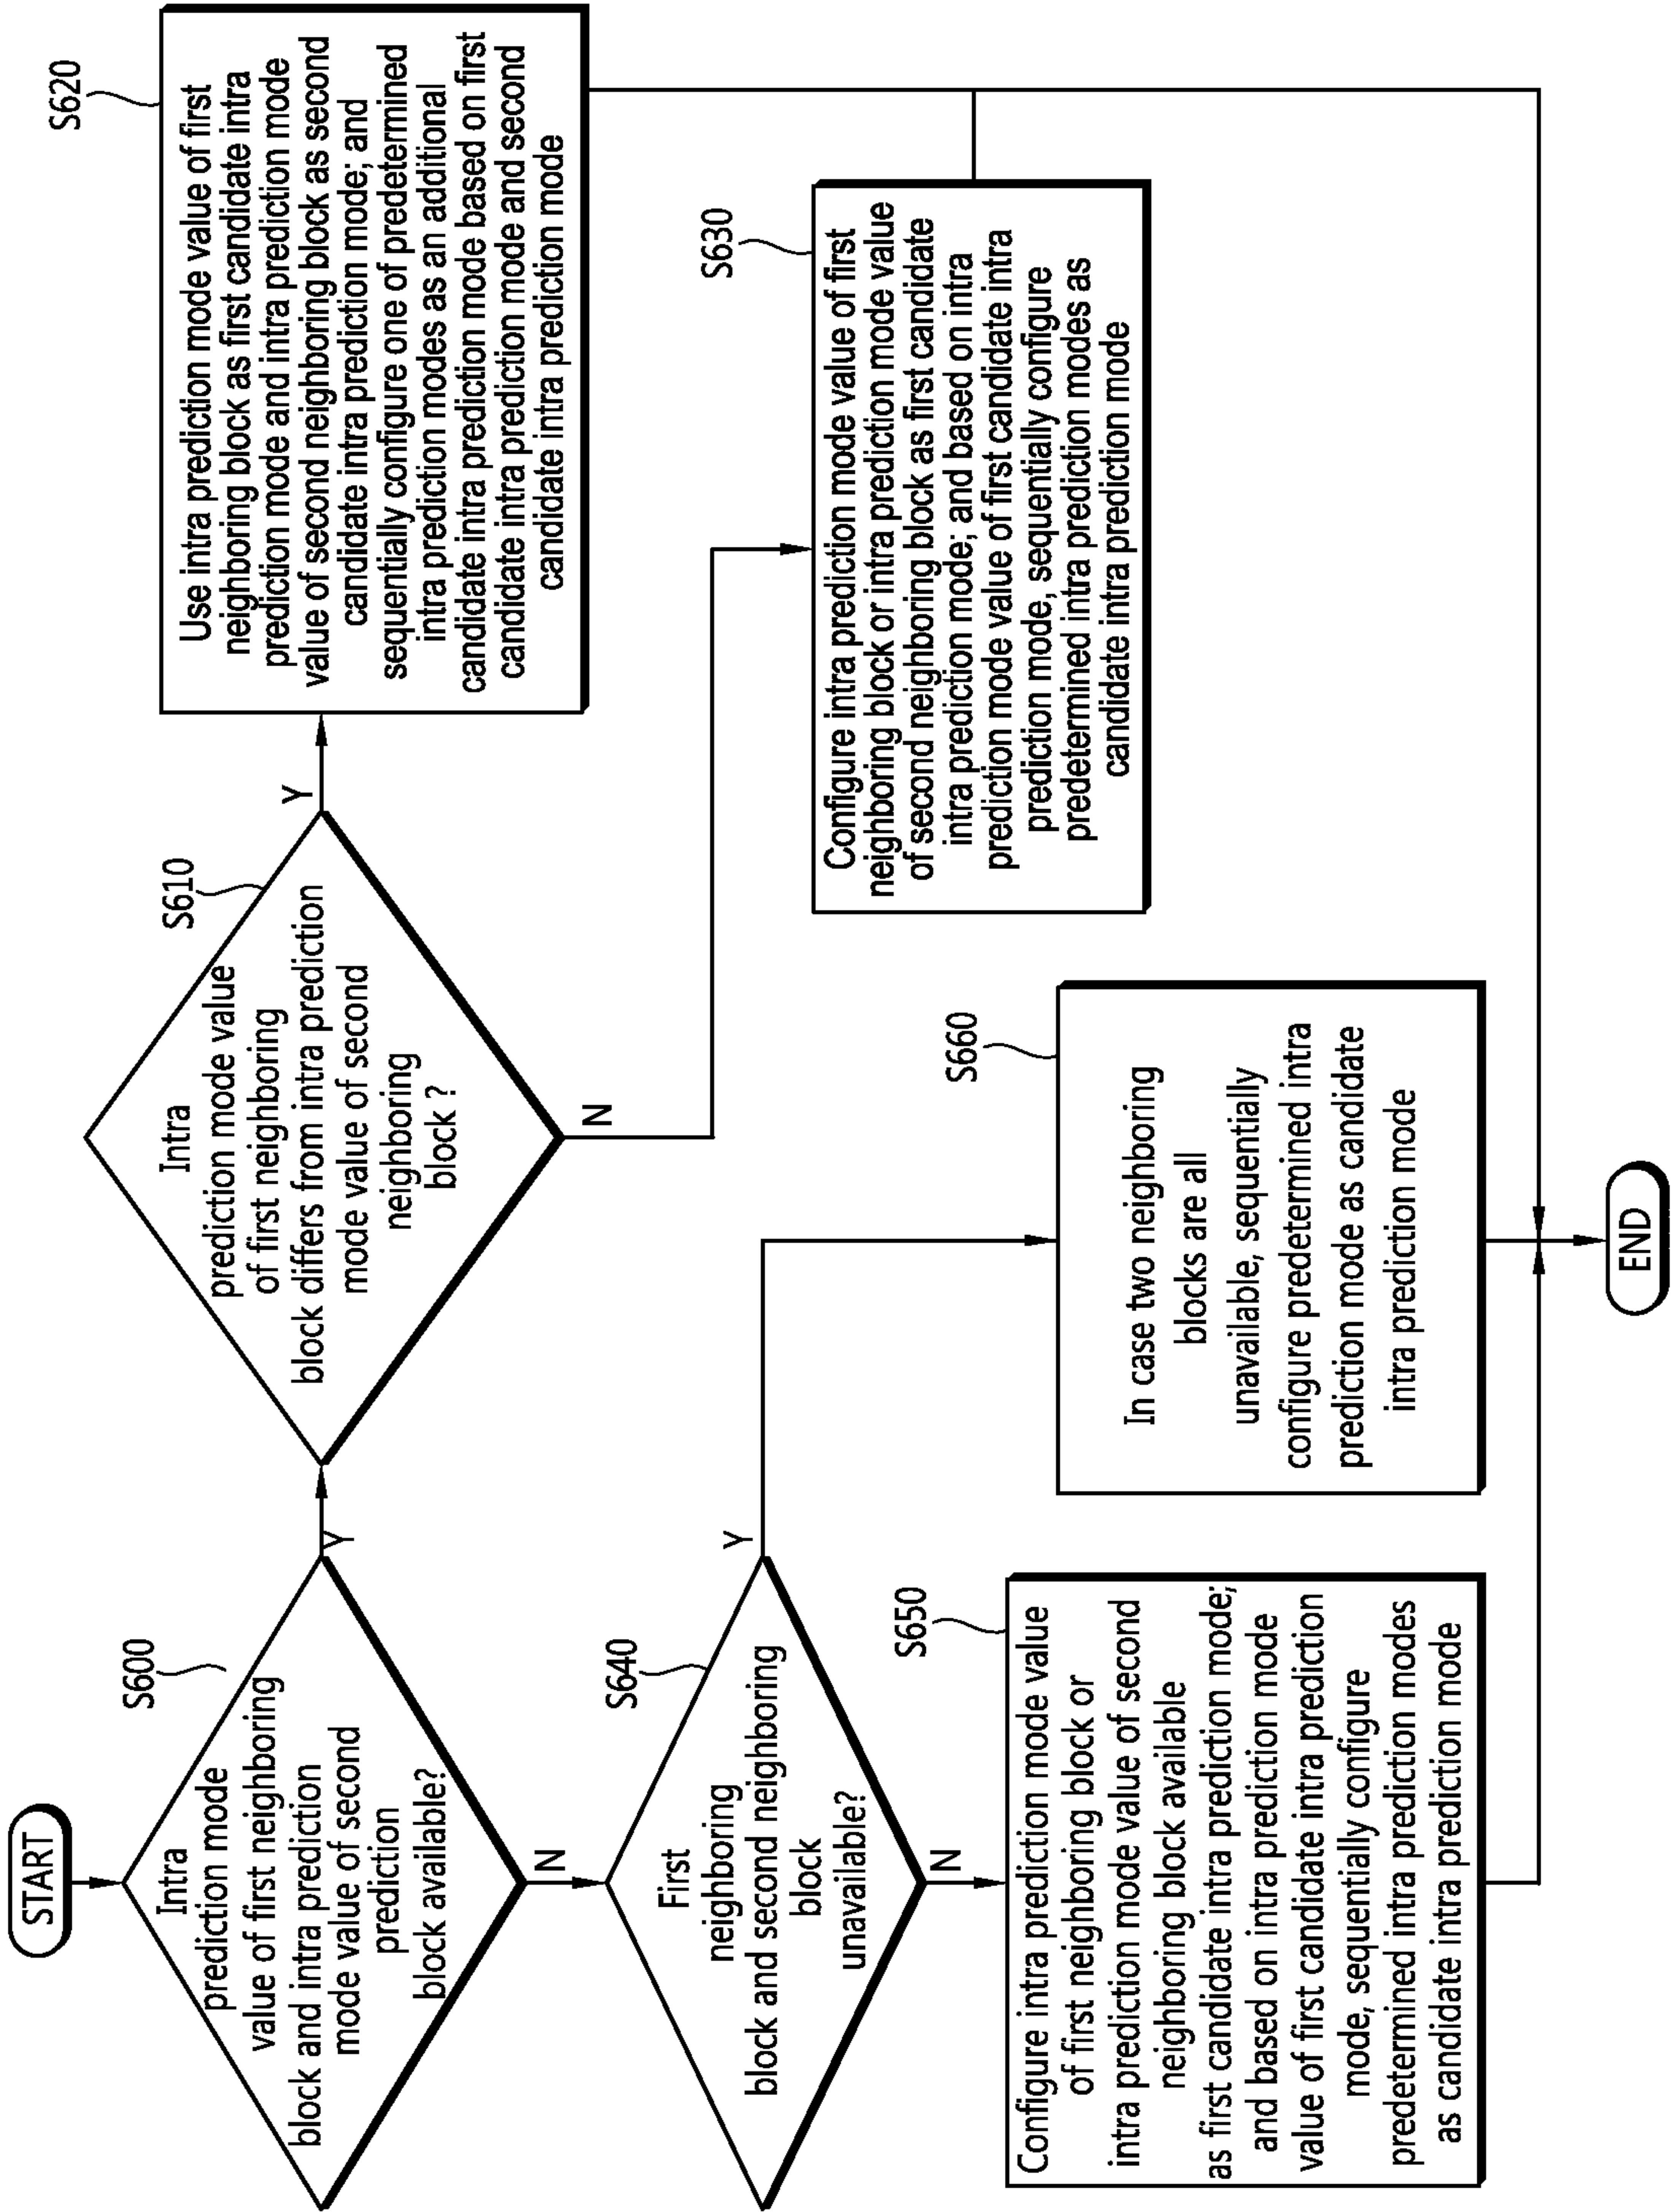 START
S600
Intra
prediction mode
value of first neighboring
block and intra prediction
mode value of second
prediction
block available?
Y
N
S610
Intra
prediction mode value
of first neighboring
block differs from intra prediction
mode value of second
neighboring
block ?
Y
N
S620
Use intra prediction mode value of first
neighboring block as first candidate intra
prediction mode and intra prediction mode
value of second neighboring block as second
candidate intra prediction mode; and
sequentially configure one of predetermined
intra prediction modes as an additional
candidate intra prediction mode based on first
candidate intra prediction mode and second
candidate intra prediction mode
S630
Configure intra prediction mode value of first
neighboring block or intra prediction mode value
of second neighboring block as first candidate
intra prediction mode; and based on intra
prediction mode value of first candidate intra
prediction mode, sequentially configure
predetermined intra prediction modes as
candidate intra prediction mode
S640
First
neighboring
block and second neighboring
block
unavailable?
Y
N
S650
Configure intra prediction mode value
of first neighboring block or
intra prediction mode value of second
neighboring block available
as first candidate intra prediction mode;
and based on intra prediction mode
value of first candidate intra prediction
mode, sequentially configure
predetermined intra prediction modes
as candidate intra prediction mode
S660
In case two neighboring
blocks are all
unavailable, sequentially
configure predetermined intra
prediction mode as candidate
intra prediction mode
END